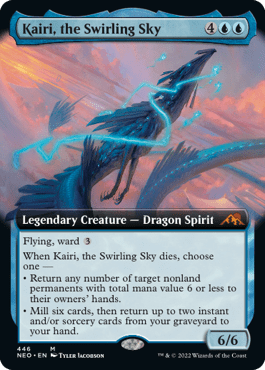 Kairi, the Swirling Sky 4
Legendary Creature — Dragon Spirit
Flying, ward 3
When Kairi, the Swirling Sky dies, choose
one —
• Return any number of target nonland
permanents with total mana value 6 or less to
their owners' hands.
• Mill six cards, then return up to two instant
and/or sorcery cards from your graveyard to
your hand.
6/6
446 M
NEO • EN Tyler Jacobson ™ & © 2022 Wizards of the Coast